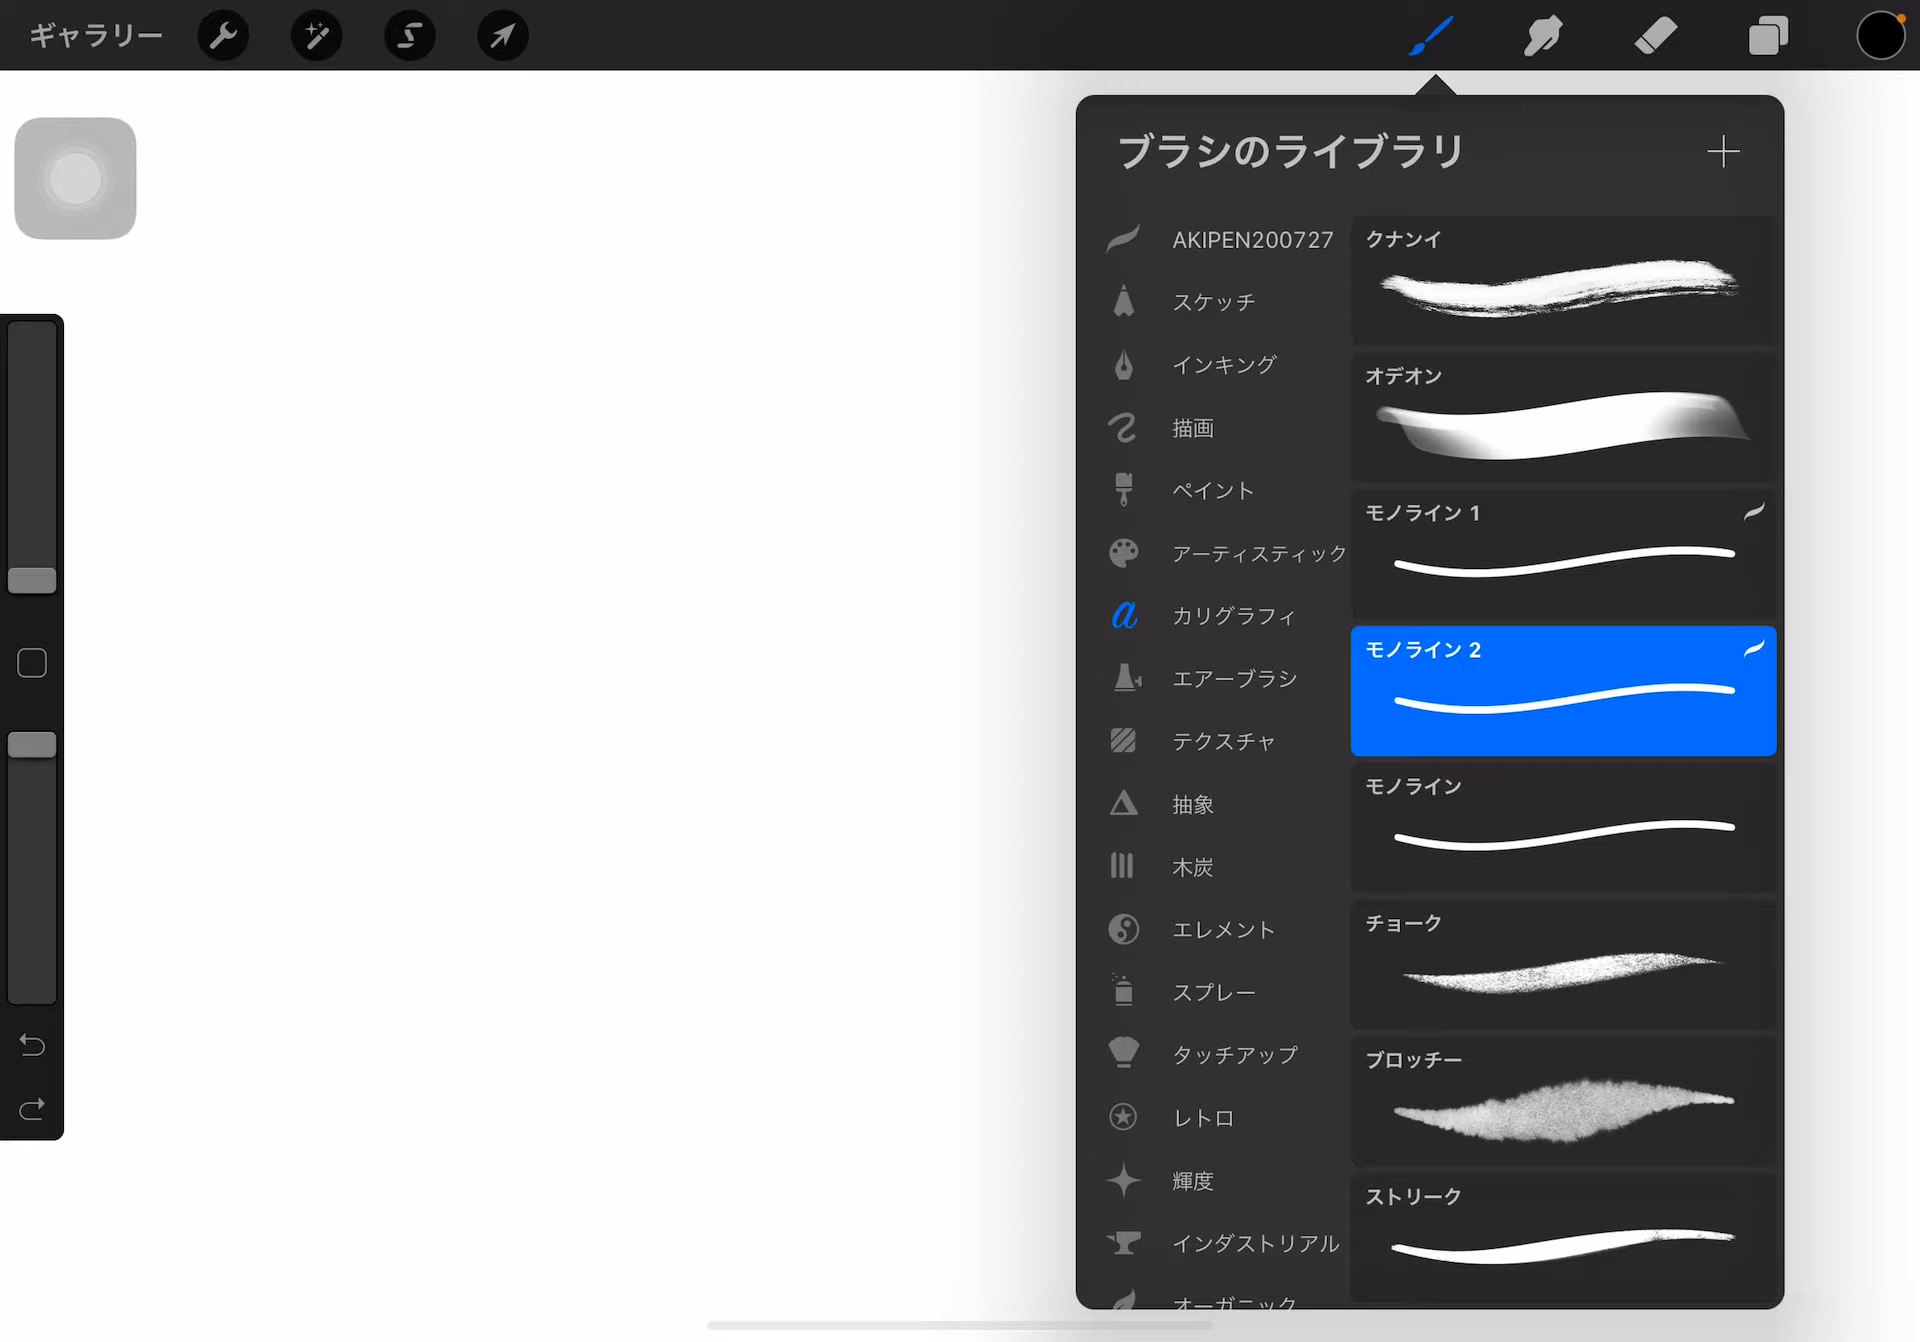 ギャラリー
ブラシのライブラリ
AKIPEN200727
スケッチ
インキング
描画
ペイント
アーティスティック
カリグラフィ
エアーブラシ
テクスチャ
抽象
木炭
エレメント
スプレー
タッチアップ
レトロ
輝度
インダストリアル
オーガニック
クナンイ
オデオン
モノライン 1
モノライン 2
モノライン
チョーク
ブロッチー
ストリーク